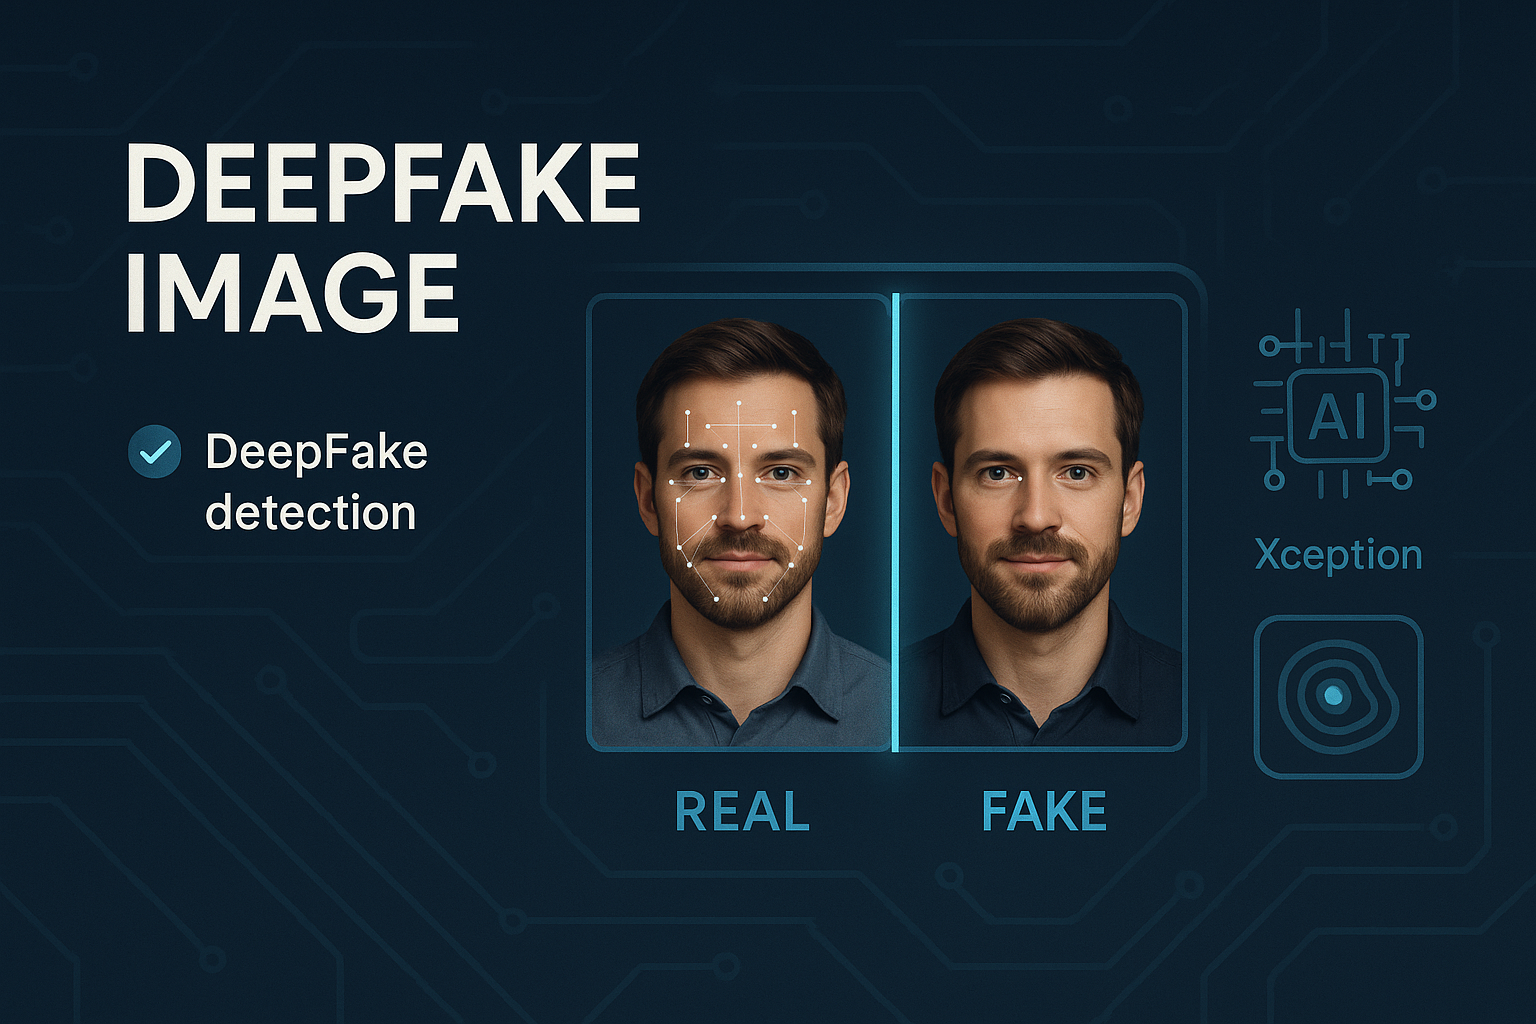 DEEPFAKE
IMAGE
DeepFake
detection
REAL
FAKE
AI
Xception